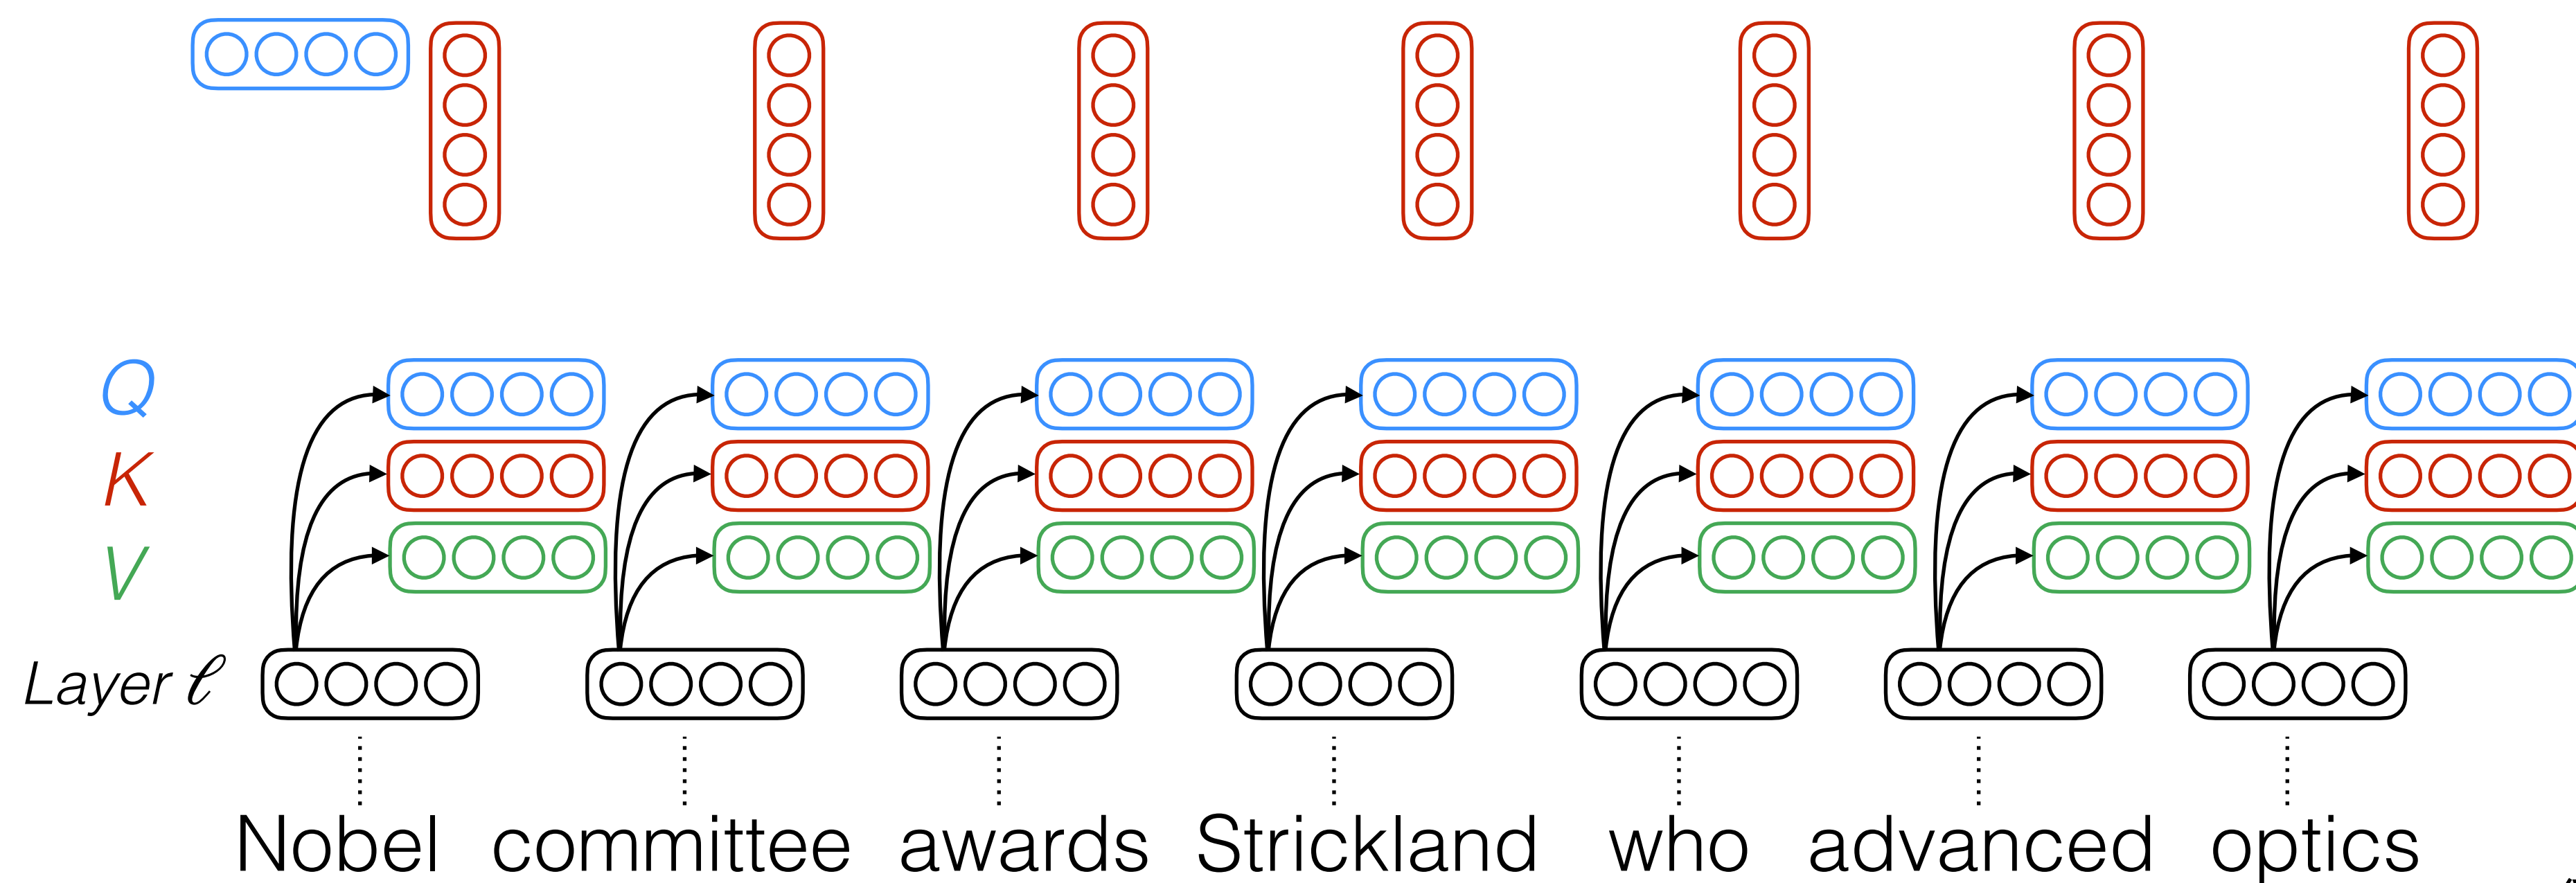 Q
K
V
Layer ℓ
Nobel committee awards Strickland who advanced optics